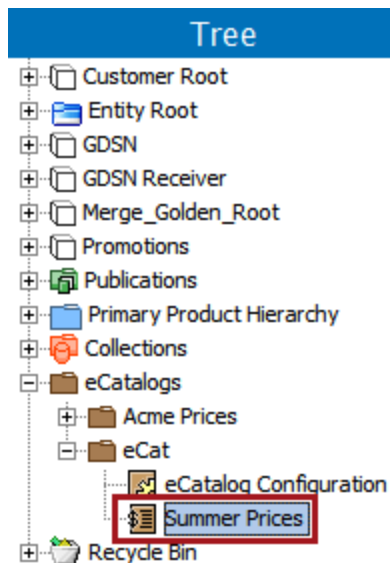 Tree
Customer Root
Entity Root
GDSN
GDSN Receiver
Merge_Golden_Root
Promotions
Publications
Primary Product Hierarchy
Collections
eCatalogs
Acme Prices
eCat
eCatalog Configuration
Summer Prices
Recycle Bin